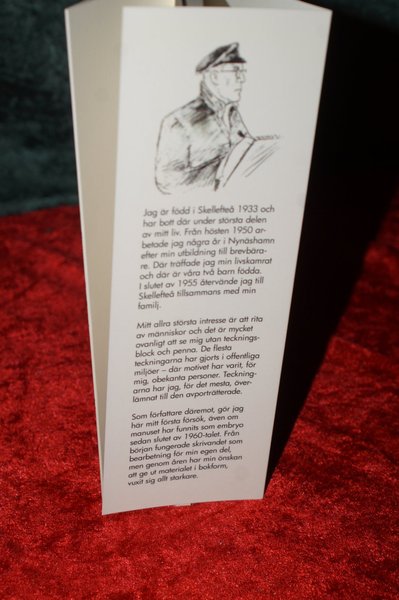 Jag är född i Skellefteå 1933 och
har bott där under största delen
av mitt liv. Från hösten 1950 ar-
betade jag några år i Nynäshamn
efter min utbildning till brevbära-
re. Där träffade jag min livskamrat
och där är våra två barn födda.
I slutet av 1955 återvände jag till
Skellefteå tillsammans med min
familj.
Mitt allra största intresse är att rita
av människor och det är mycket
ovanligt att se mig utan tecknings-
block och penna. De flesta
teckningarna har gjorts i offentliga
miljöer – där motivet har varit, för
mig, obekanta personer. Teckning-
arna har jag, för det mesta, över-
lämnat till den avporträtterade.
Som författare däremot, gör jag
här mitt första försök, även om
manuset har funnits som embryo
sedan slutet av 1960-talet. Från
början fungerade skrivandet som
bearbetning för min egen del,
men genom åren har min önskan
att ge ut materialet i bokform,
vuxit sig allt starkare.